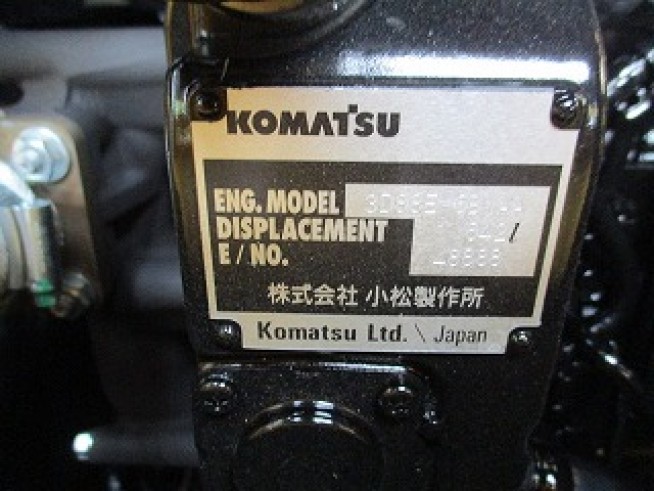 KOMATSU
ENG. MODEL
DISPLACEMENT l
E / NO.
株式会社 小松製作所
Komatsu Ltd. \ Japan